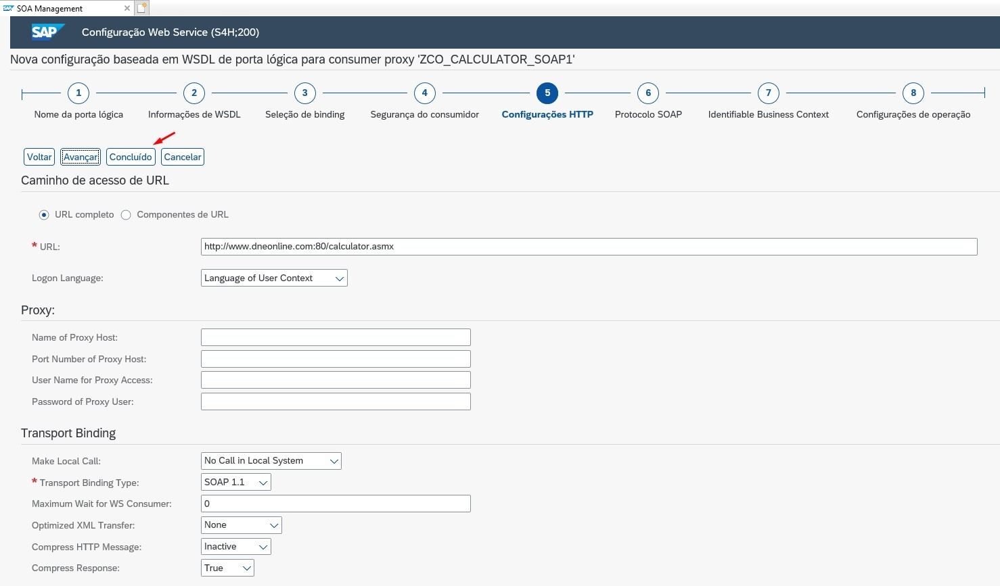 SAP SOA Management
SAP Configuração Web Service (S4H;200)
Nova configuração baseada em WSDL de porta lógica para consumer proxy 'ZCO_CALCULATOR_SOAP1'
1 2 3 4 5 6 7 8
Nome da porta lógica Informações de WSDL Seleção de binding Segurança do consumidor Configurações HTTP Protocolo SOAP Identifiable Business Context Configurações de operação
Voltar Avançar Concluído Cancelar
Caminho de acesso de URL
URL completo Componentes de URL
* URL: http://www.dneonline.com:80/calculator.asmx
Logon Language: Language of User Context
Proxy:
Name of Proxy Host:
Port Number of Proxy Host:
User Name for Proxy Access:
Password of Proxy User:
Transport Binding
Make Local Call: No Call in Local System
* Transport Binding Type: SOAP 1.1
Maximum Wait for WS Consumer: 0
Optimized XML Transfer: None
Compress HTTP Message: Inactive
Compress Response: True